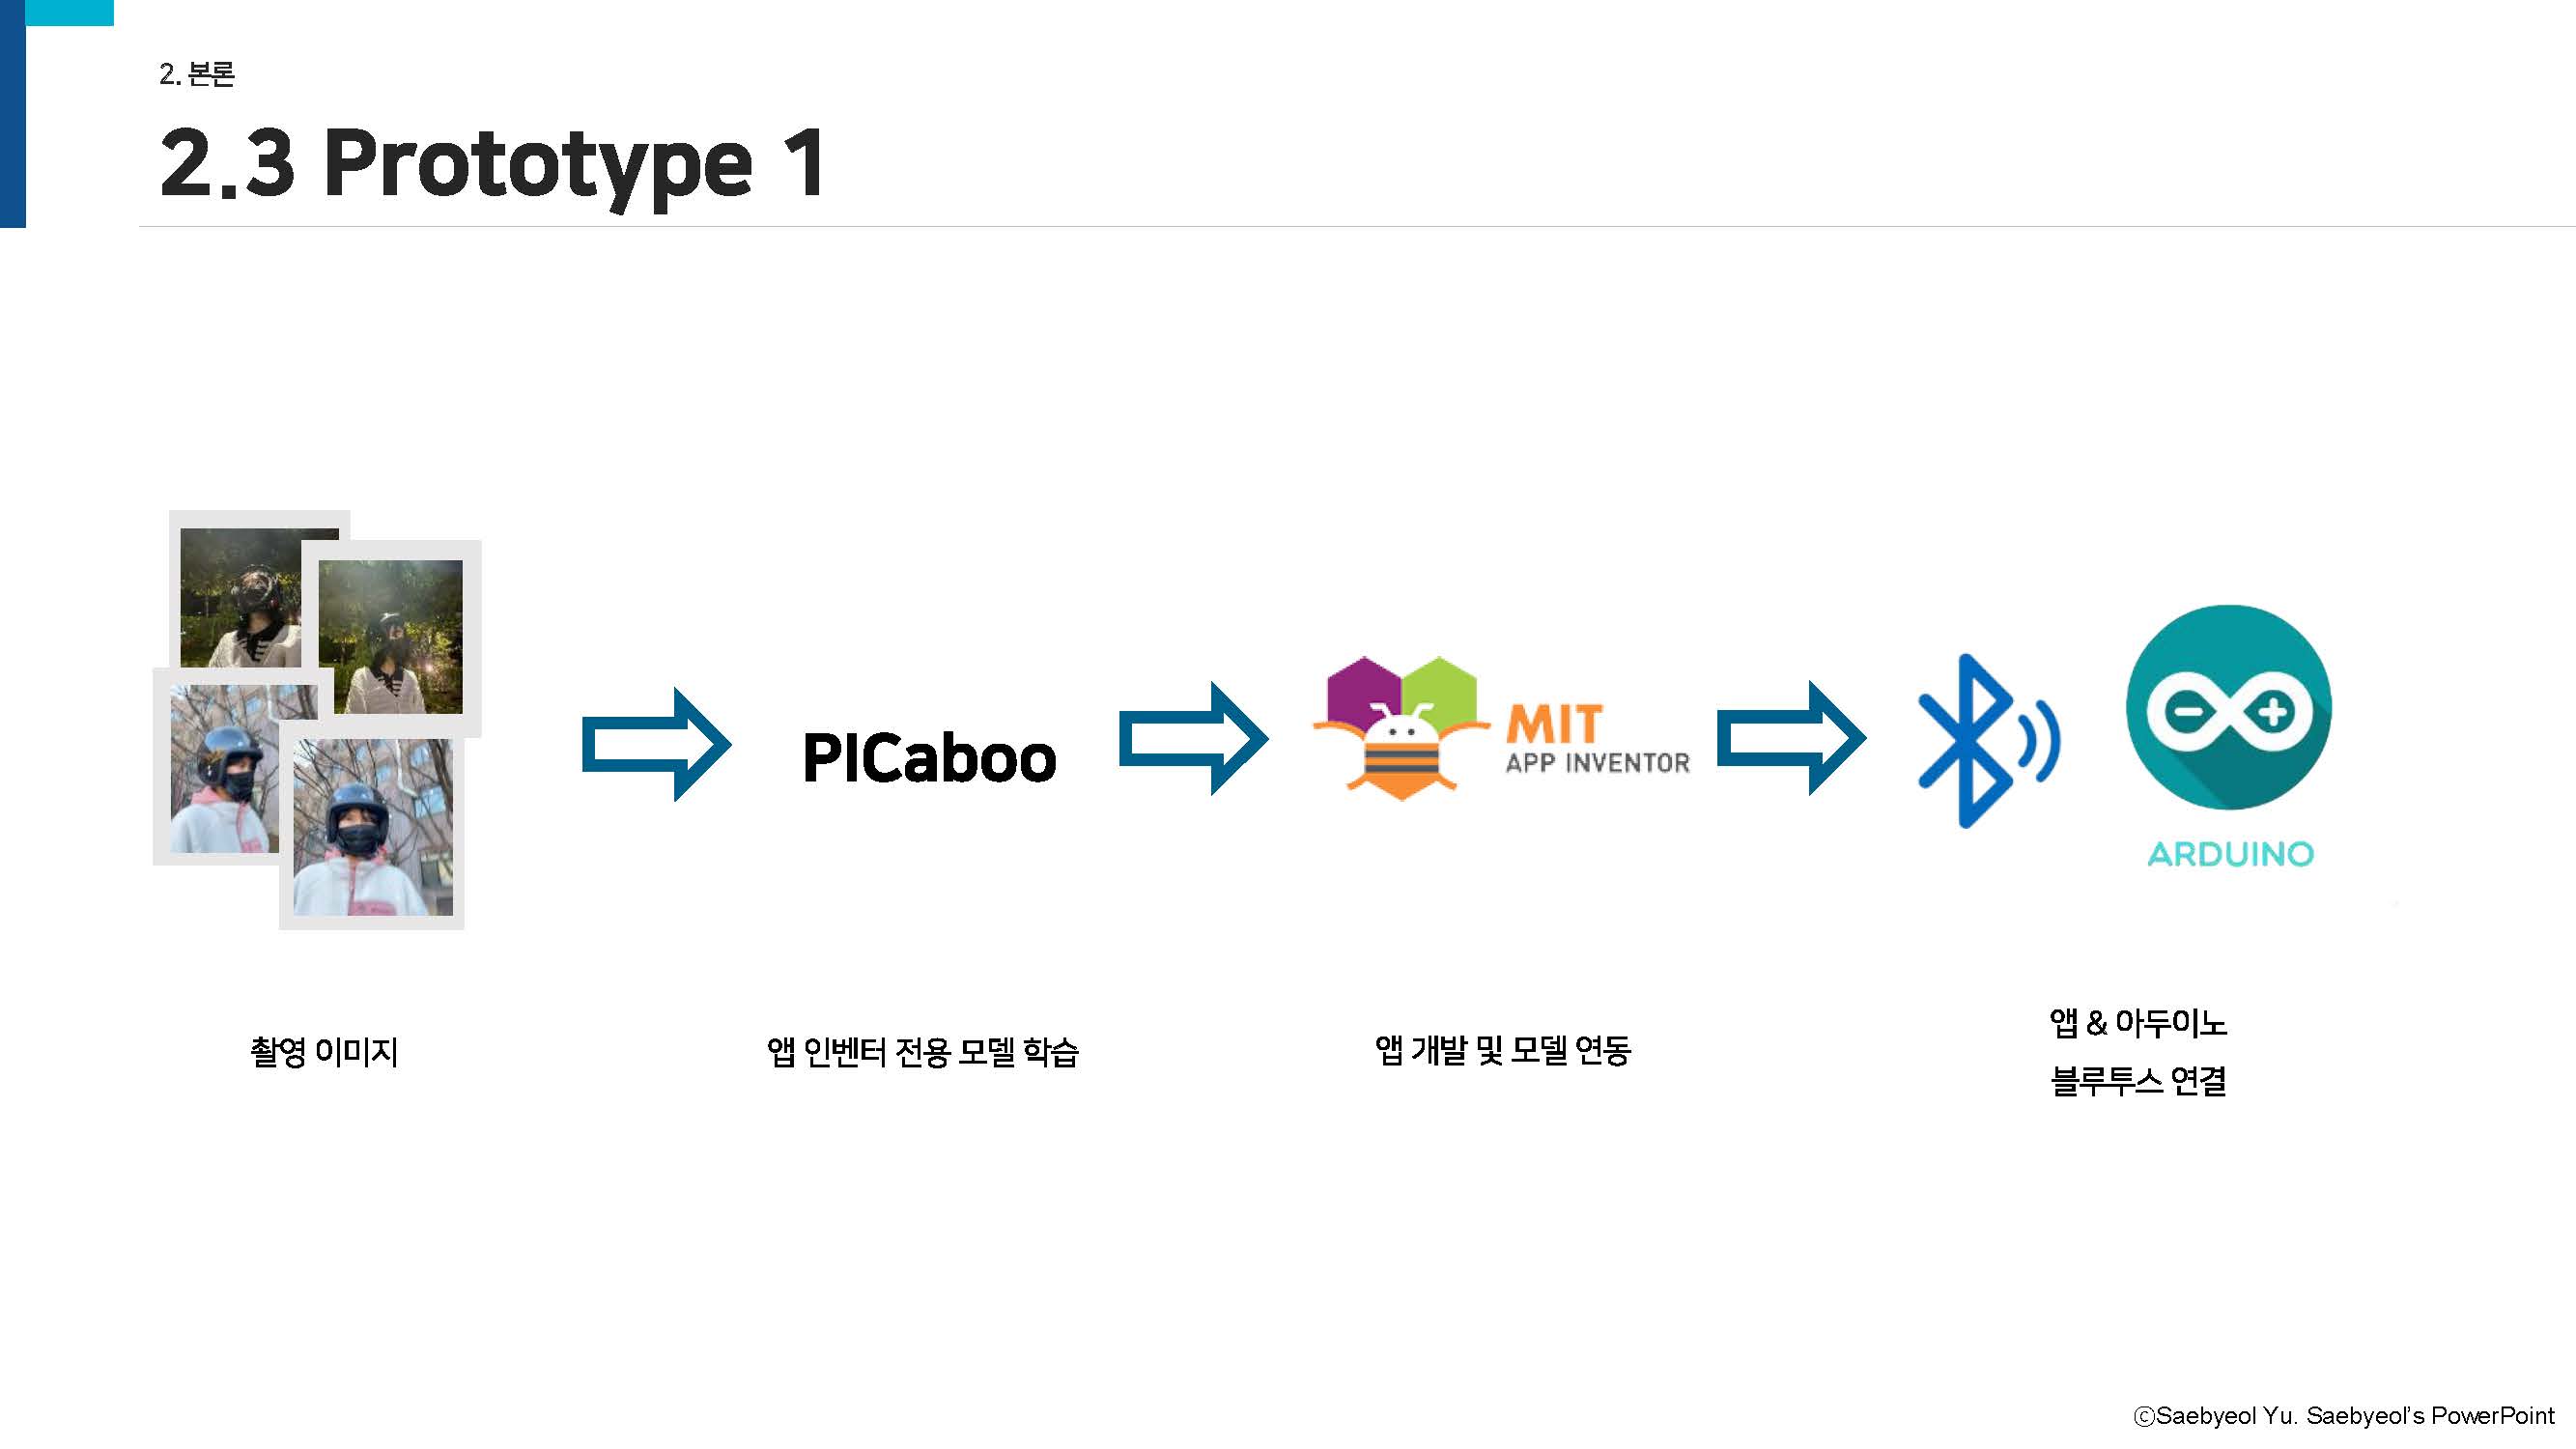 2. 본론
2.3 Prototype 1
PICaboo
MIT
APP INVENTOR
ARDUINO
촬영 이미지
앱 인벤터 전용 모델 학습
앱 개발 및 모델 연동
앱 & 아두이노
블루투스 연결
ⓒSaebyeol Yu. Saebyeol’s PowerPoint